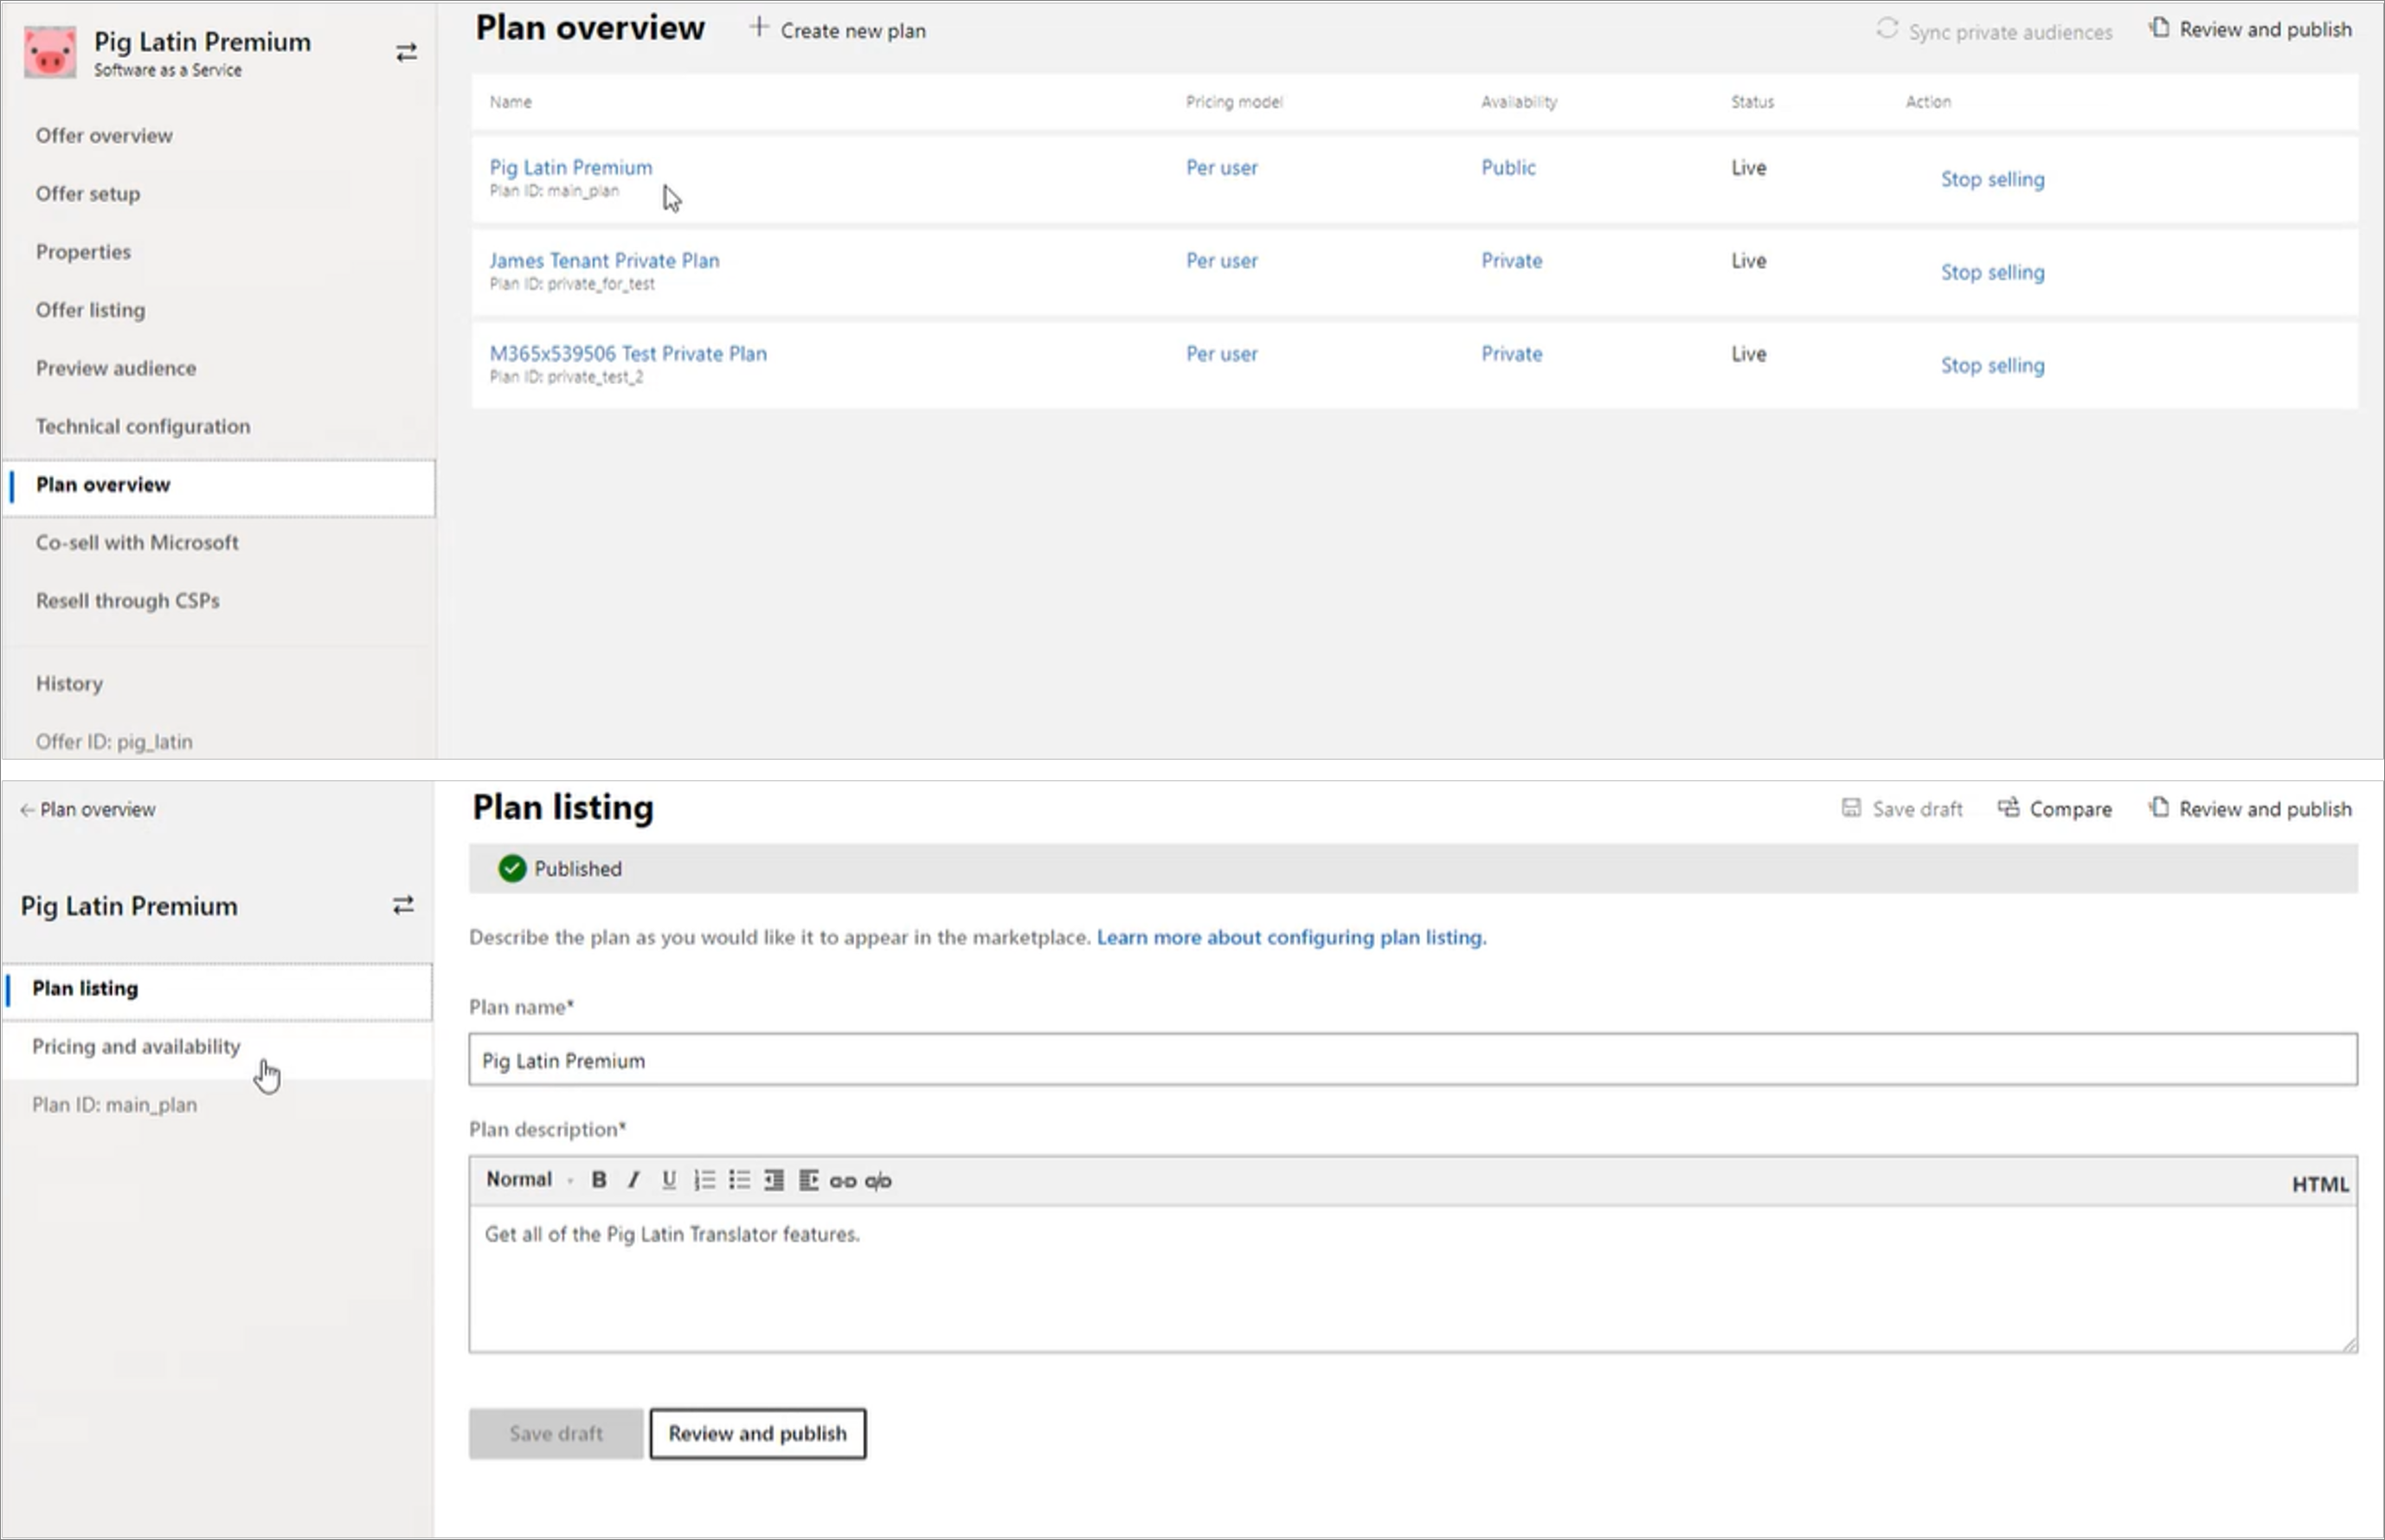 Pig Latin Premium
Software as a Service
Offer overview
Offer setup
Properties
Offer listing
Preview audience
Technical configuration
Plan overview
Co-sell with Microsoft
Resell through CSPs
History
Offer ID: pig_latin
Plan overview
Create new plan
Sync private audiences
Review and publish
Name Pricing model Availability Status Action
Pig Latin Premium Per user Public Live Stop selling
Plan ID: main_plan
James Tenant Private Plan Per user Private Live Stop selling
Plan ID: private_for_test
M365x539506 Test Private Plan Per user Private Live Stop selling
Plan ID: private_test_2
Plan overview
Pig Latin Premium
Plan listing
Pricing and availability
Plan ID: main_plan
Plan listing
Save draft
Compare
Review and publish
Published
Describe the plan as you would like it to appear in the marketplace. Learn more about configuring plan listing.
Plan name*
Pig Latin Premium
Plan description*
Normal B I U HTML
Get all of the Pig Latin Translator features.
Save draft
Review and publish